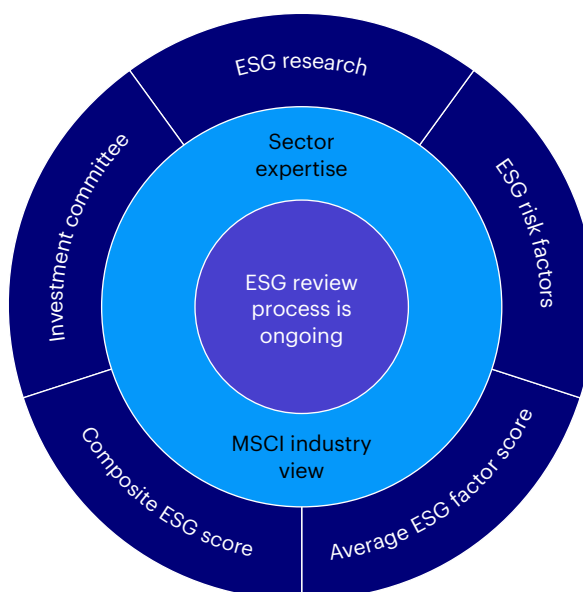 ESG research
ESG risk factors
Average ESG factor score
Composite ESG score
Investment committee
Sector
expertise
MSCI industry
view
ESG review
process is
ongoing